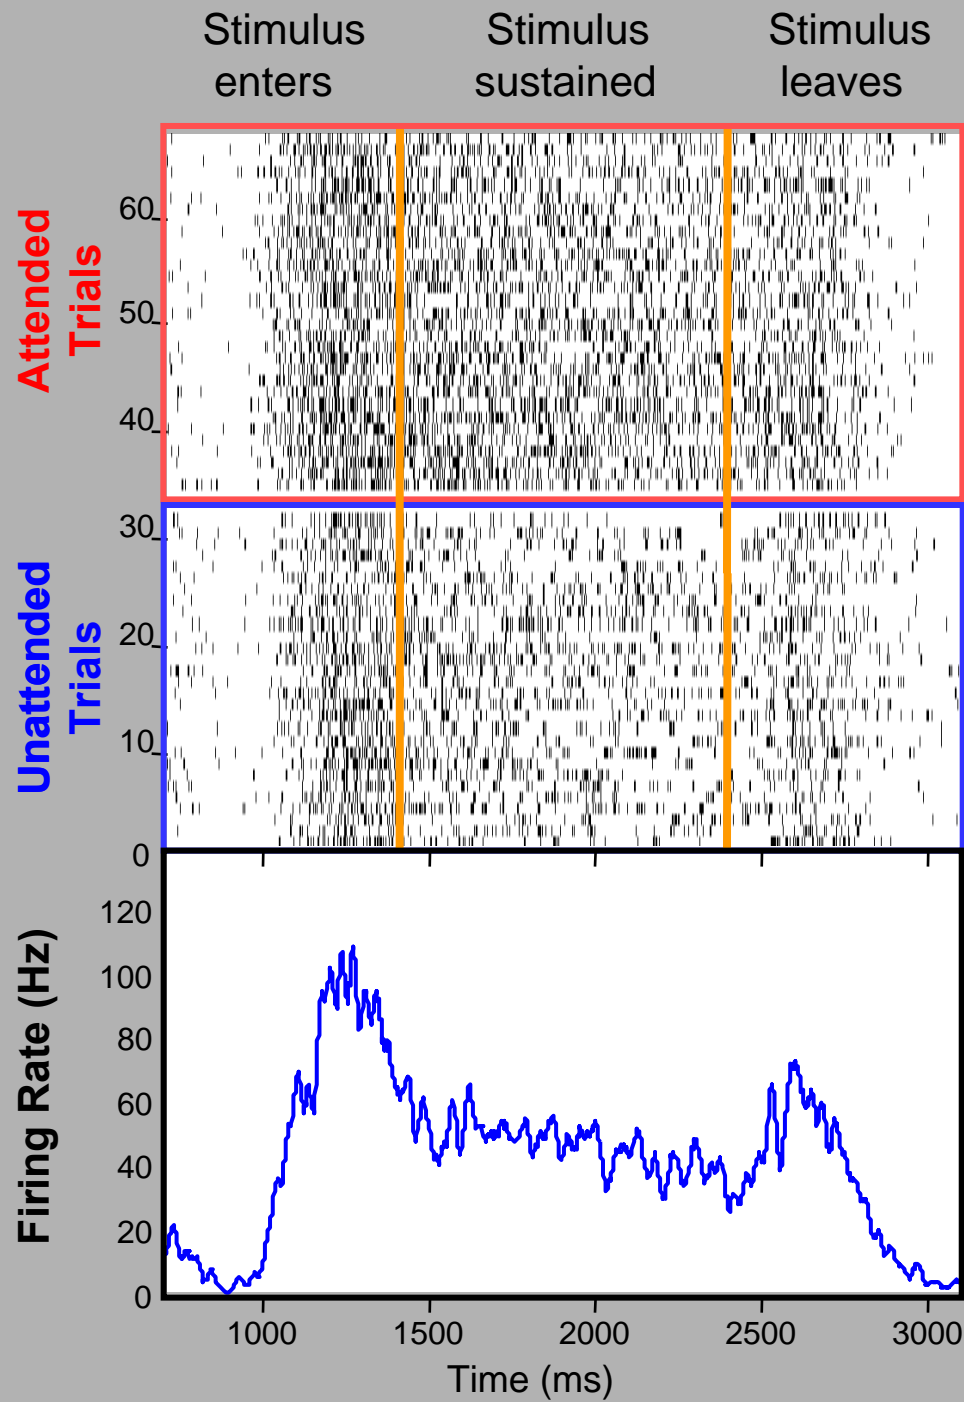 Stimulus enters
Stimulus sustained
Stimulus leaves
Attended Trials
60
50
40
Unattended Trials
30
20
10
0
Firing Rate (Hz)
120
100
80
60
40
20
0
1000 1500 2000 2500 3000
Time (ms)